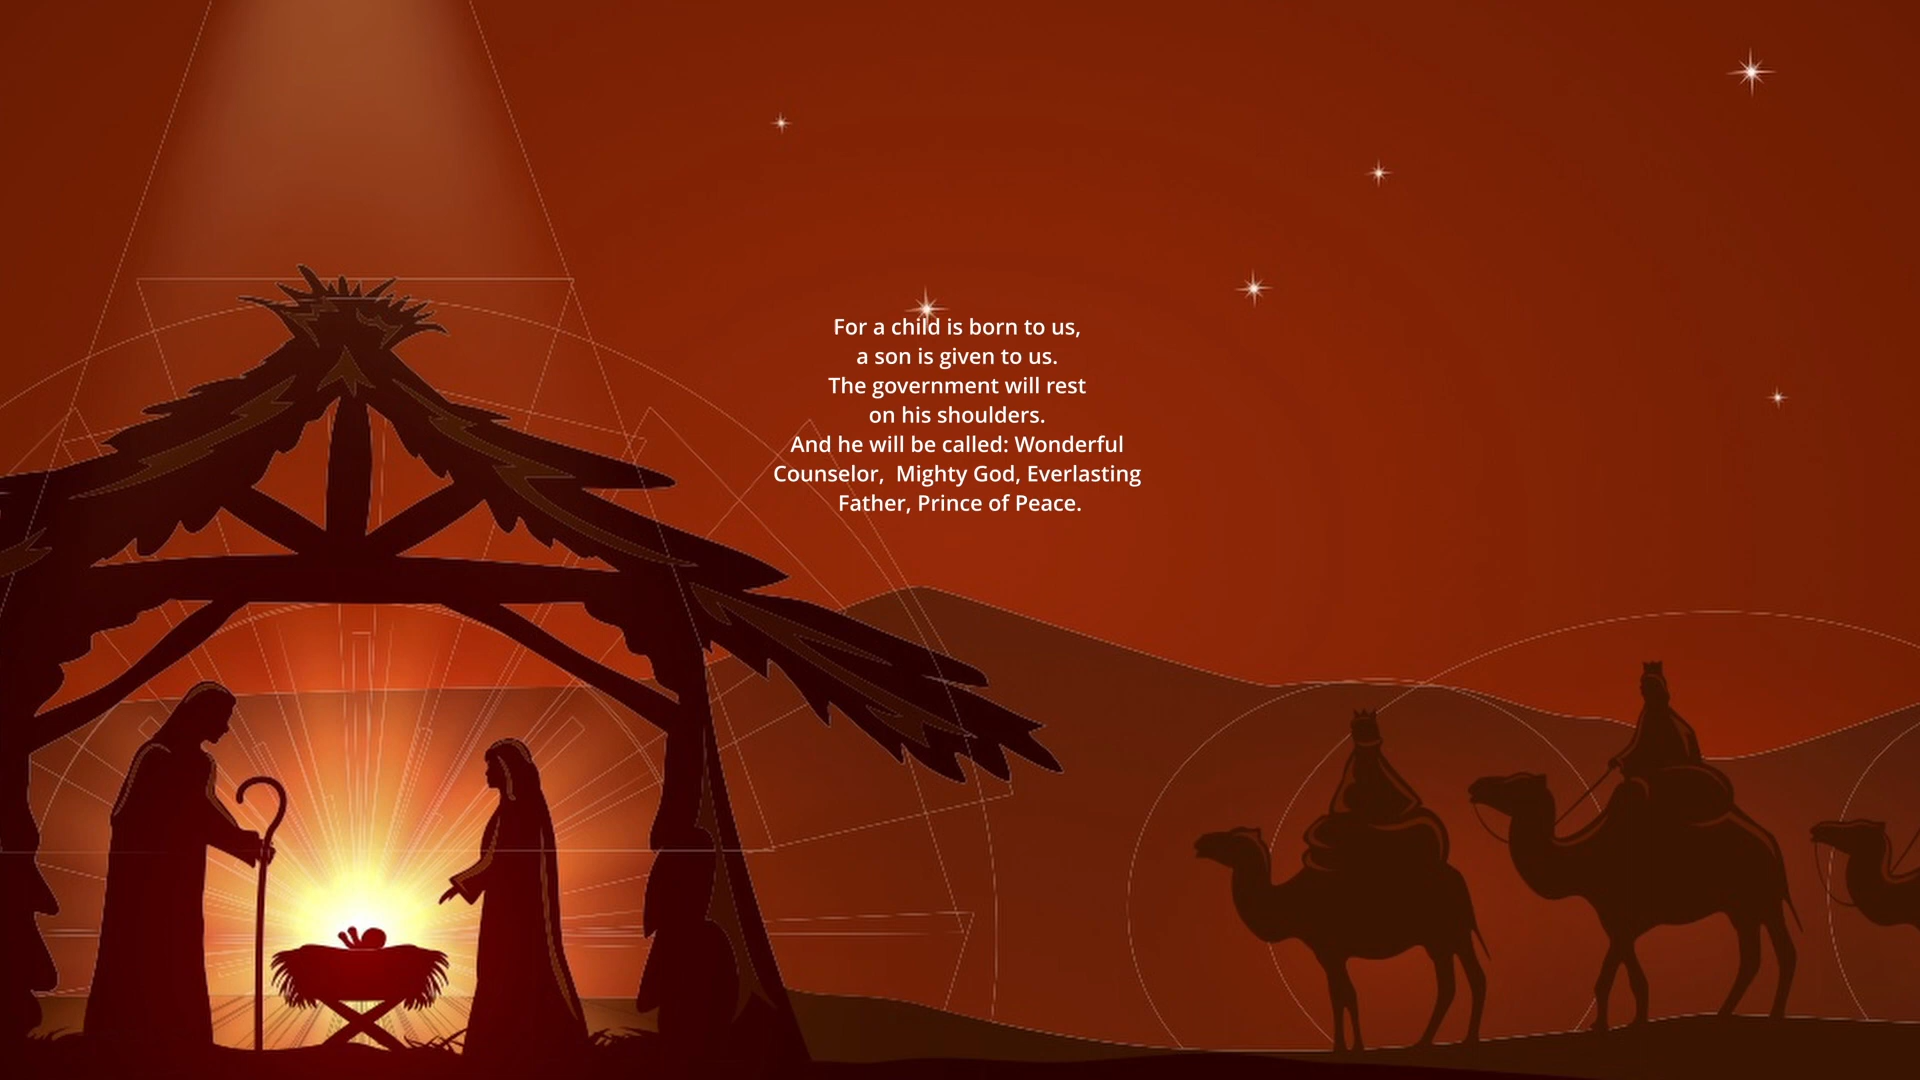 For a child is born to us,
a son is given to us.
The government will rest
on his shoulders.
And he will be called: Wonderful
Counselor,  Mighty God, Everlasting
Father, Prince of Peace.